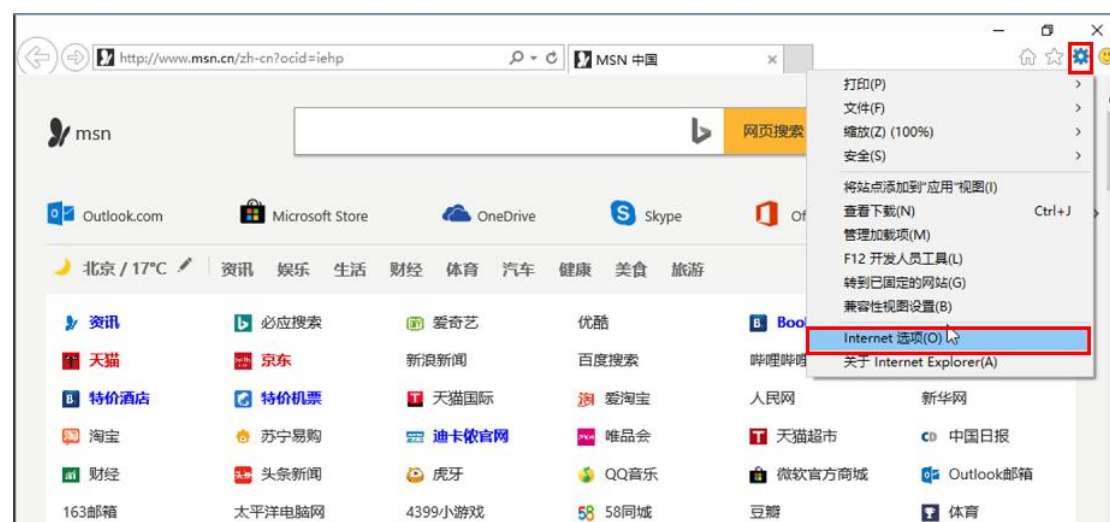 http://www.msn.cn/zh-cn?ocid=iehp
MSN 中国
打印(P)
文件(F)
缩放(Z) (100%)
安全(S)
将站点添加到"应用"视图(I)
查看下载(N) Ctrl+J
管理加载项(M)
F12 开发人员工具(L)
转到已固定的网站(G)
兼容性视图设置(B)
Internet 选项(O)
关于 Internet Explorer(A)
msn
网页搜索
Outlook.com Microsoft Store OneDrive Skype Of
北京 / 17°C 资讯 娱乐 生活 财经 体育 汽车 健康 美食 旅游
资讯 必应搜索 爱奇艺 优酷 Boo
天猫 京东 新浪新闻 百度搜索 哔哩哔哩
特价酒店 特价机票 天猫国际 爱淘宝 人民网 新华网
淘宝 苏宁易购 迪卡侬官网 唯品会 天猫超市 中国日报
财经 头条新闻 虎牙 QQ音乐 微软官方商城 Outlook邮箱
163邮箱 太平洋电脑网 4399小游戏 58同城 豆瓣 体育